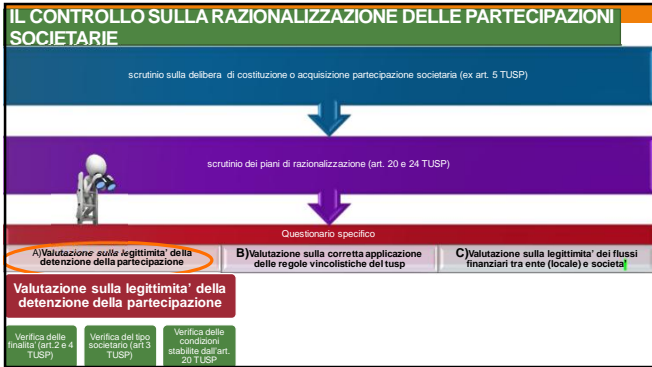 IL CONTROLLO SULLA RAZIONALIZZAZIONE DELLE PARTECIPAZIONI
SOCIETARIE
scrutinio sulla delibera di costituzione o acquisizione partecipazione societaria (ex art. 5 TUSP)
scrutinio dei piani di razionalizzazione (art. 20 e 24 TUSP)
Questionario specifico
A)Valutazione sulla legittimita' della
detenzione della partecipazione
B)Valutazione sulla corretta applicazione
delle regole vincolistiche del tusp
C)Valutazione sulla legittimita' dei flussi
finanziari tra ente (locale) e societa'
Valutazione sulla legittimita' della
detenzione della partecipazione
Verifica delle
finalita' (art.2 e 4
TUSP)
Verifica del tipo
societario (art 3
TUSP)
Verifica delle
condizioni
stabilite dall'art.
20 TUSP